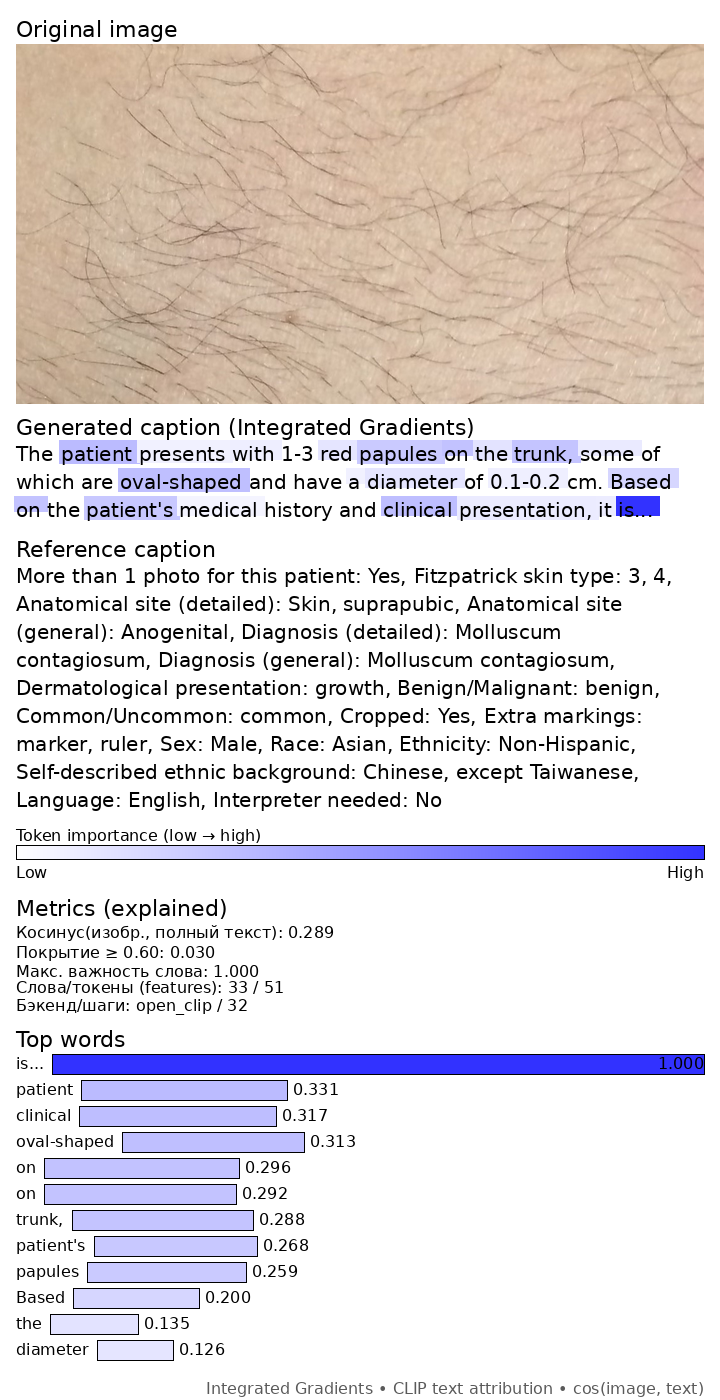 Original image
Generated caption (Integrated Gradients)
The patient presents with 1-3 red papules on the trunk, some of
which are oval-shaped and have a diameter of 0.1-0.2 cm. Based
on the patient's medical history and clinical presentation, it is...
Reference caption
More than 1 photo for this patient: Yes, Fitzpatrick skin type: 3, 4,
Anatomical site (detailed): Skin, suprapubic, Anatomical site
(general): Anogenital, Diagnosis (detailed): Molluscum
contagiosum, Diagnosis (general): Molluscum contagiosum,
Dermatological presentation: growth, Benign/Malignant: benign,
Common/Uncommon: common, Cropped: Yes, Extra markings:
marker, ruler, Sex: Male, Race: Asian, Ethnicity: Non-Hispanic,
Self-described ethnic background: Chinese, except Taiwanese,
Language: English, Interpreter needed: No
Token importance (low → high)
Low High
Metrics (explained)
Косинус(изобр., полный текст): 0.289
Покрытие ≥ 0.60: 0.030
Макс. важность слова: 1.000
Слова/токены (features): 33 / 51
Бэкенд/шаги: open_clip / 32
Top words
is... 1.000
patient 0.331
clinical 0.317
oval-shaped 0.313
on 0.296
on 0.292
trunk, 0.288
patient's 0.268
papules 0.259
Based 0.200
the 0.135
diameter 0.126
Integrated Gradients • CLIP text attribution • cos(image, text)